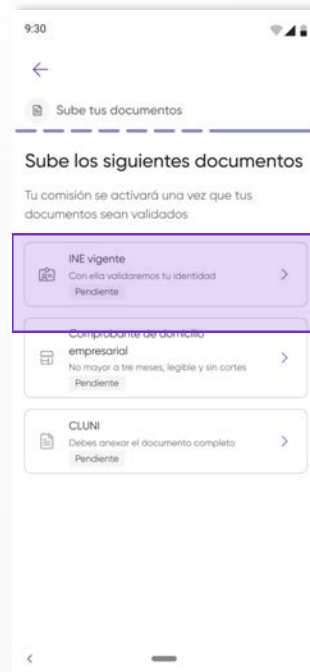 9:30
Sube tus documentos
Sube los siguientes documentos
Tu comisión se activará una vez que tus
documentos sean validados
INE vigente
Con ella validaremos tu identidad
Pendiente
Comprobante de domicilio
empresarial
No mayor a tre meses, legible y sin cortes
Pendiente
CLUNI
Debes anexar el documento completo
Pendiente